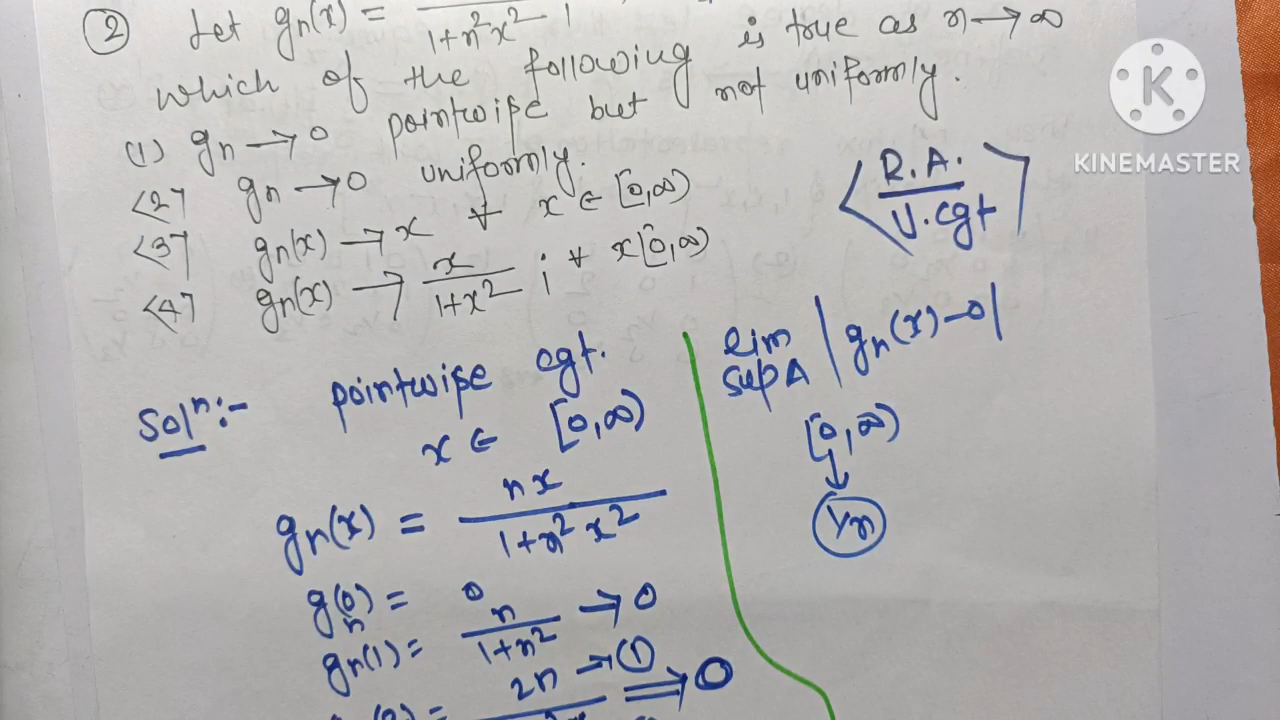 ② Let gn(x) = ─── / 1+n²x² ;
which of the following is true as n→∞
(1) gn → 0 pointwise but not uniformly.
<2> gn → 0 uniformly.
<3> gn(x) → x ∀ x ∈ [0,∞)
<4> gn(x) → x / 1+x² ; ∀ x[0,∞)
Solⁿ:- pointwise cgt.
x ∈ [0,∞)
gn(x) = nx / 1+n²x²
gn(0) = 0
gn(1) = n / 1+n² → 0
2n → ① ⇒ 0
<R.A. / U.cgt>
lim sup A |gn(x)-0|
[0,∞)
↓
1/n
K
KINEMASTER